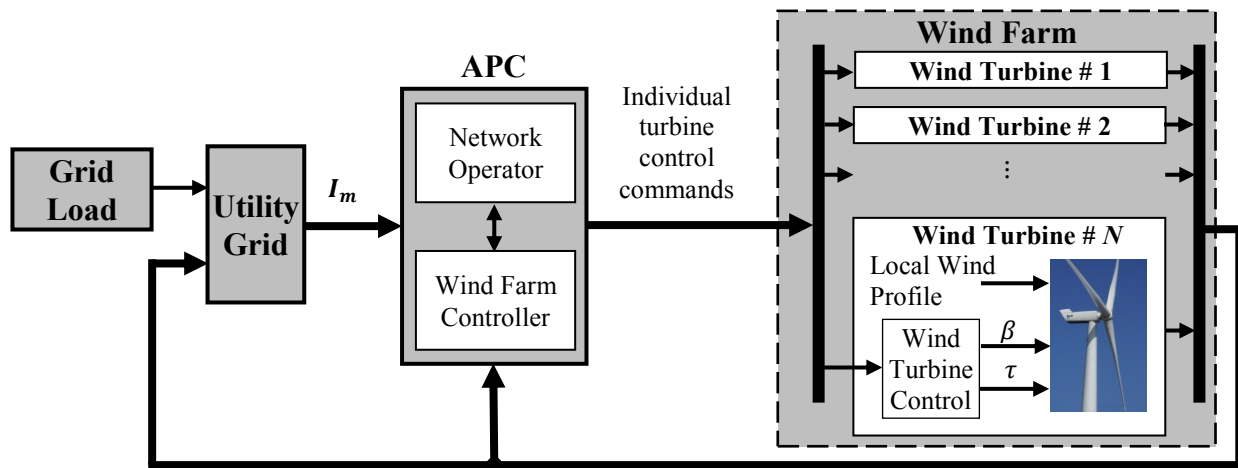 Grid
Load
Utility
Grid
I_m
APC
Network
Operator
Wind Farm
Controller
Individual
turbine
control
commands
Wind Farm
Wind Turbine # 1
Wind Turbine # 2
⋮
Wind Turbine # N
Local Wind
Profile
Wind
Turbine
Control
β
τ